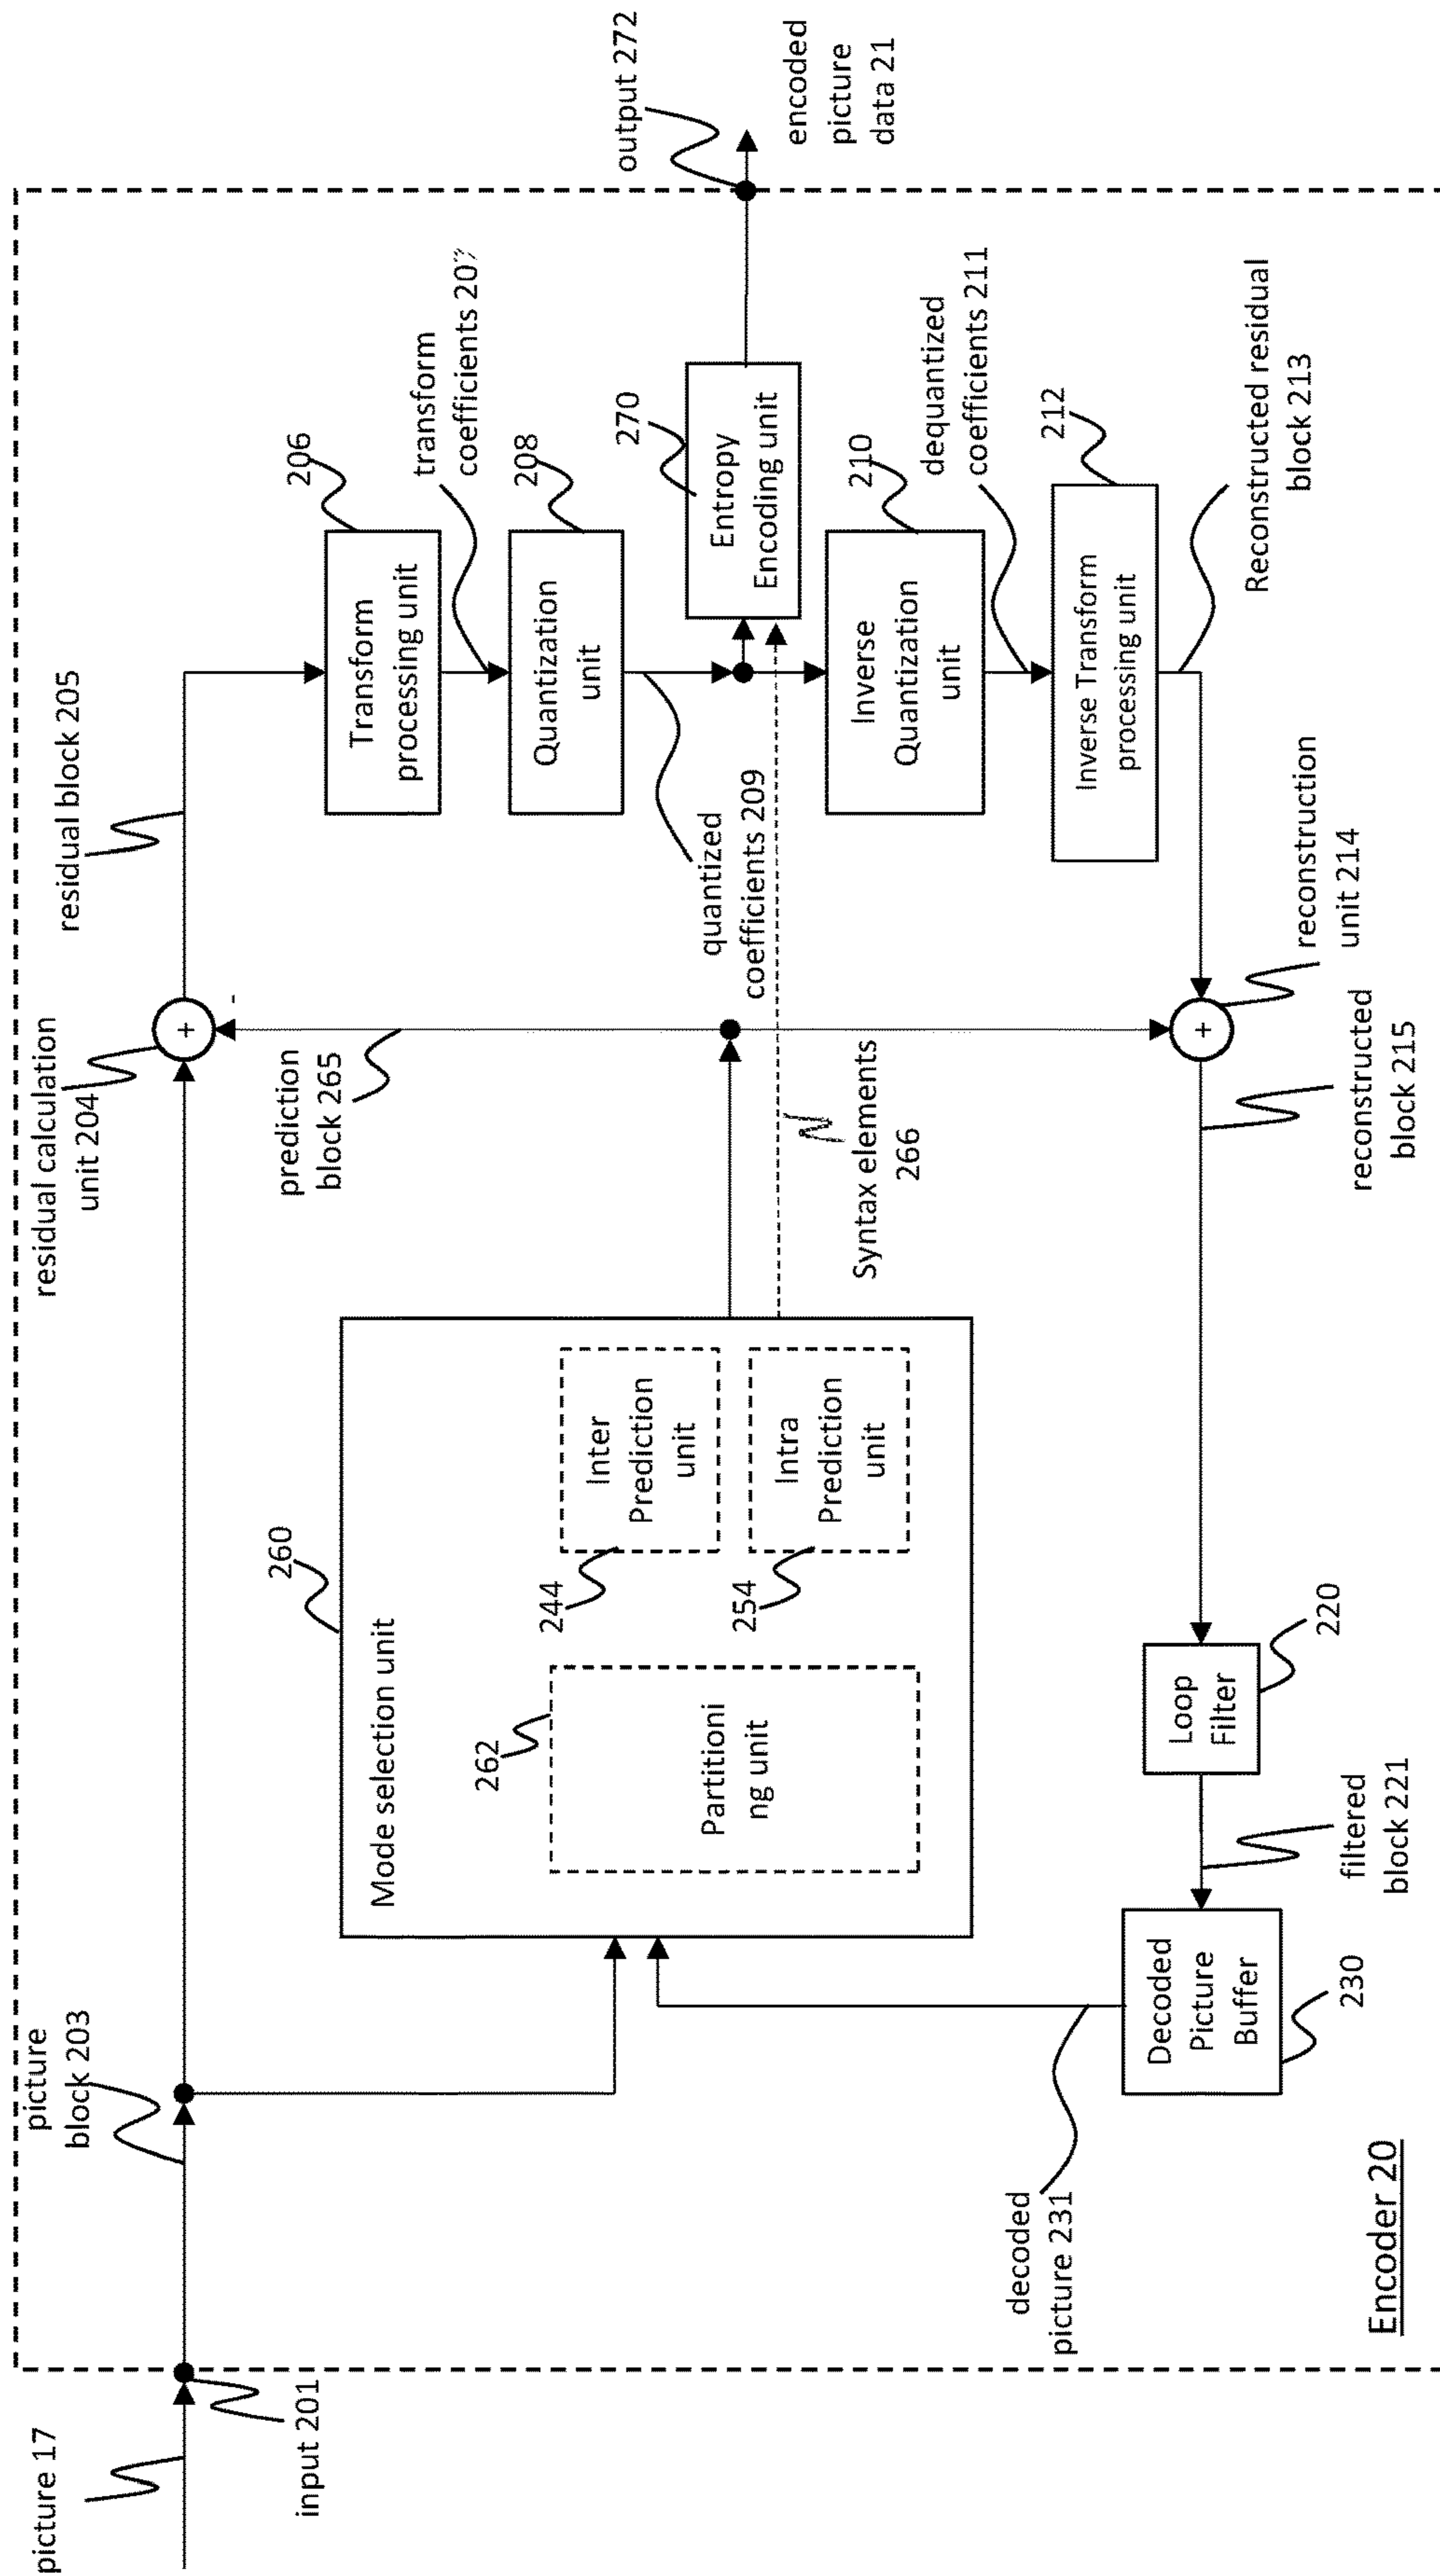 picture 17
input 201
picture
block 203
residual calculation
unit 204
residual block 205
prediction
block 265
260
Mode selection unit
262
Partitioni
ng unit
244
Inter
Prediction
unit
254
Intra
Prediction
unit
+
-
206
Transform
processing unit
transform
coefficients 207
208
Quantization
unit
quantized
coefficients 209
270
Entropy
Encoding unit
output 272
encoded
picture
data 21
Syntax elements
266
210
Inverse
Quantization
unit
dequantized
coefficients 211
212
Inverse Transform
processing unit
Reconstructed residual
block 213
+
reconstruction
unit 214
reconstructed
block 215
220
Loop
Filter
filtered
block 221
230
Decoded
Picture
Buffer
decoded
picture 231
Encoder 20